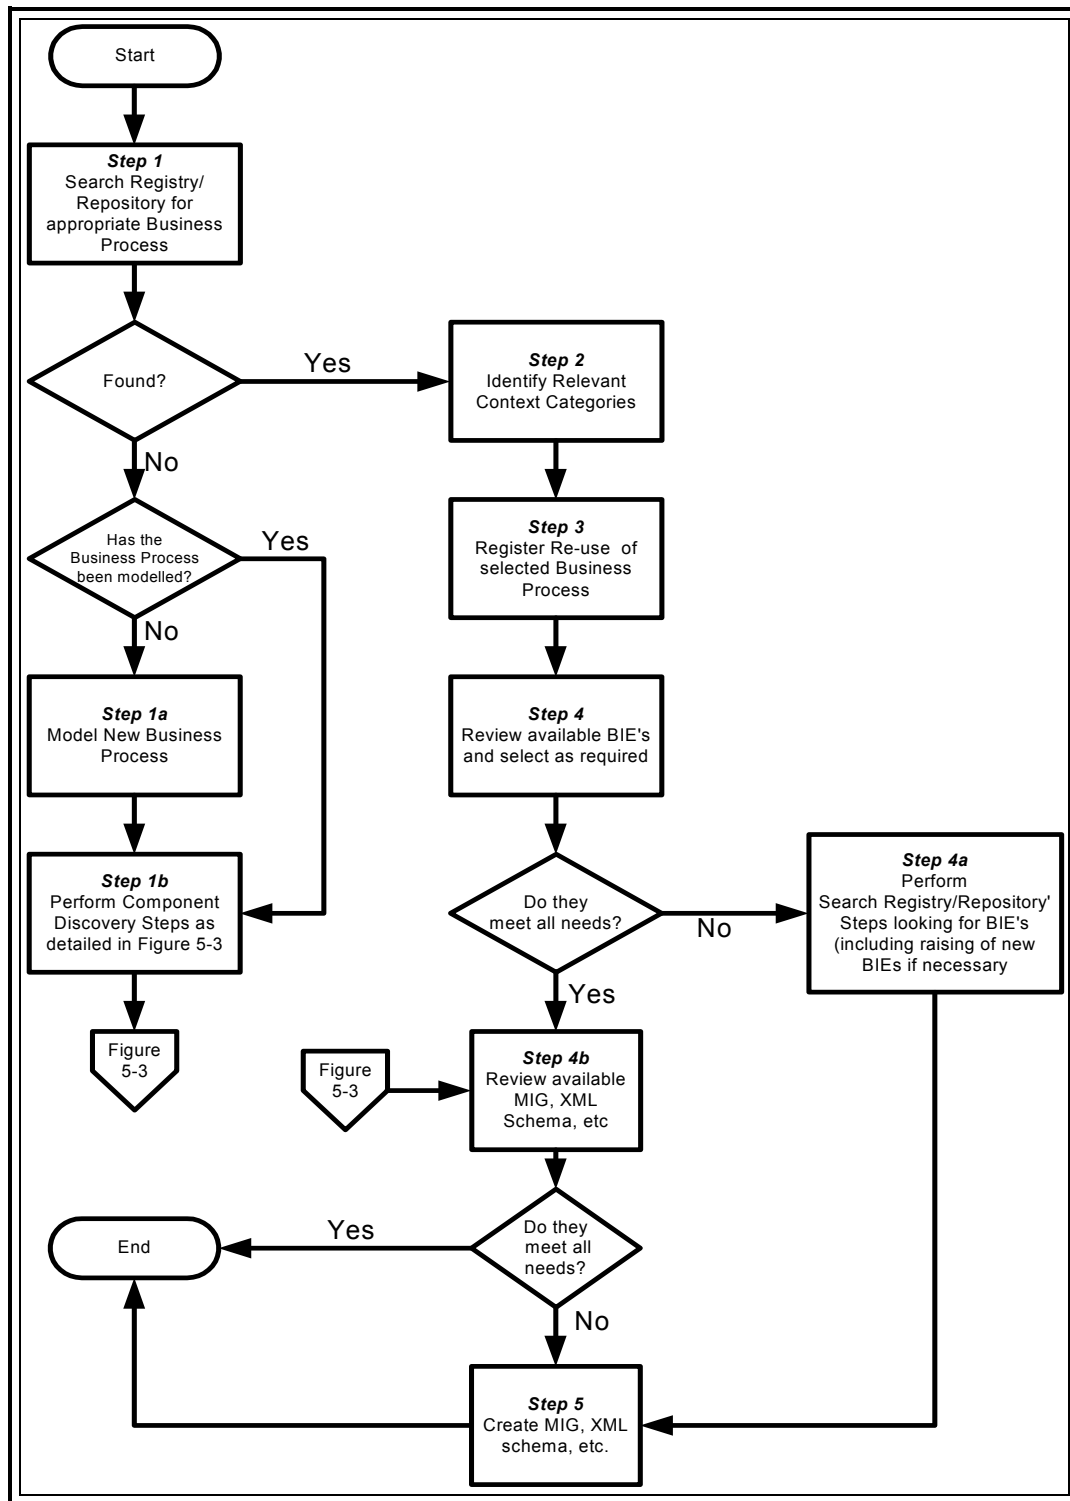 Start
Step 1
Search Registry/
Repository for
appropriate Business
Process
Found?
Yes
No
Step 2
Identify Relevant
Context Categories
Has the
Business Process
been modelled?
Yes
No
Step 3
Register Re-use of
selected Business
Process
Step 1a
Model New Business
Process
Step 4
Review available BIE's
and select as required
Step 1b
Perform Component
Discovery Steps as
detailed in Figure 5-3
Do they
meet all needs?
No
Yes
Step 4a
Perform
Search Registry/Repository'
Steps looking for BIE's
(including raising of new
BIEs if necessary
Figure
5-3
Figure
5-3
Step 4b
Review available
MIG, XML
Schema, etc
Do they
meet all
needs?
Yes
No
End
Step 5
Create MIG, XML
schema, etc.